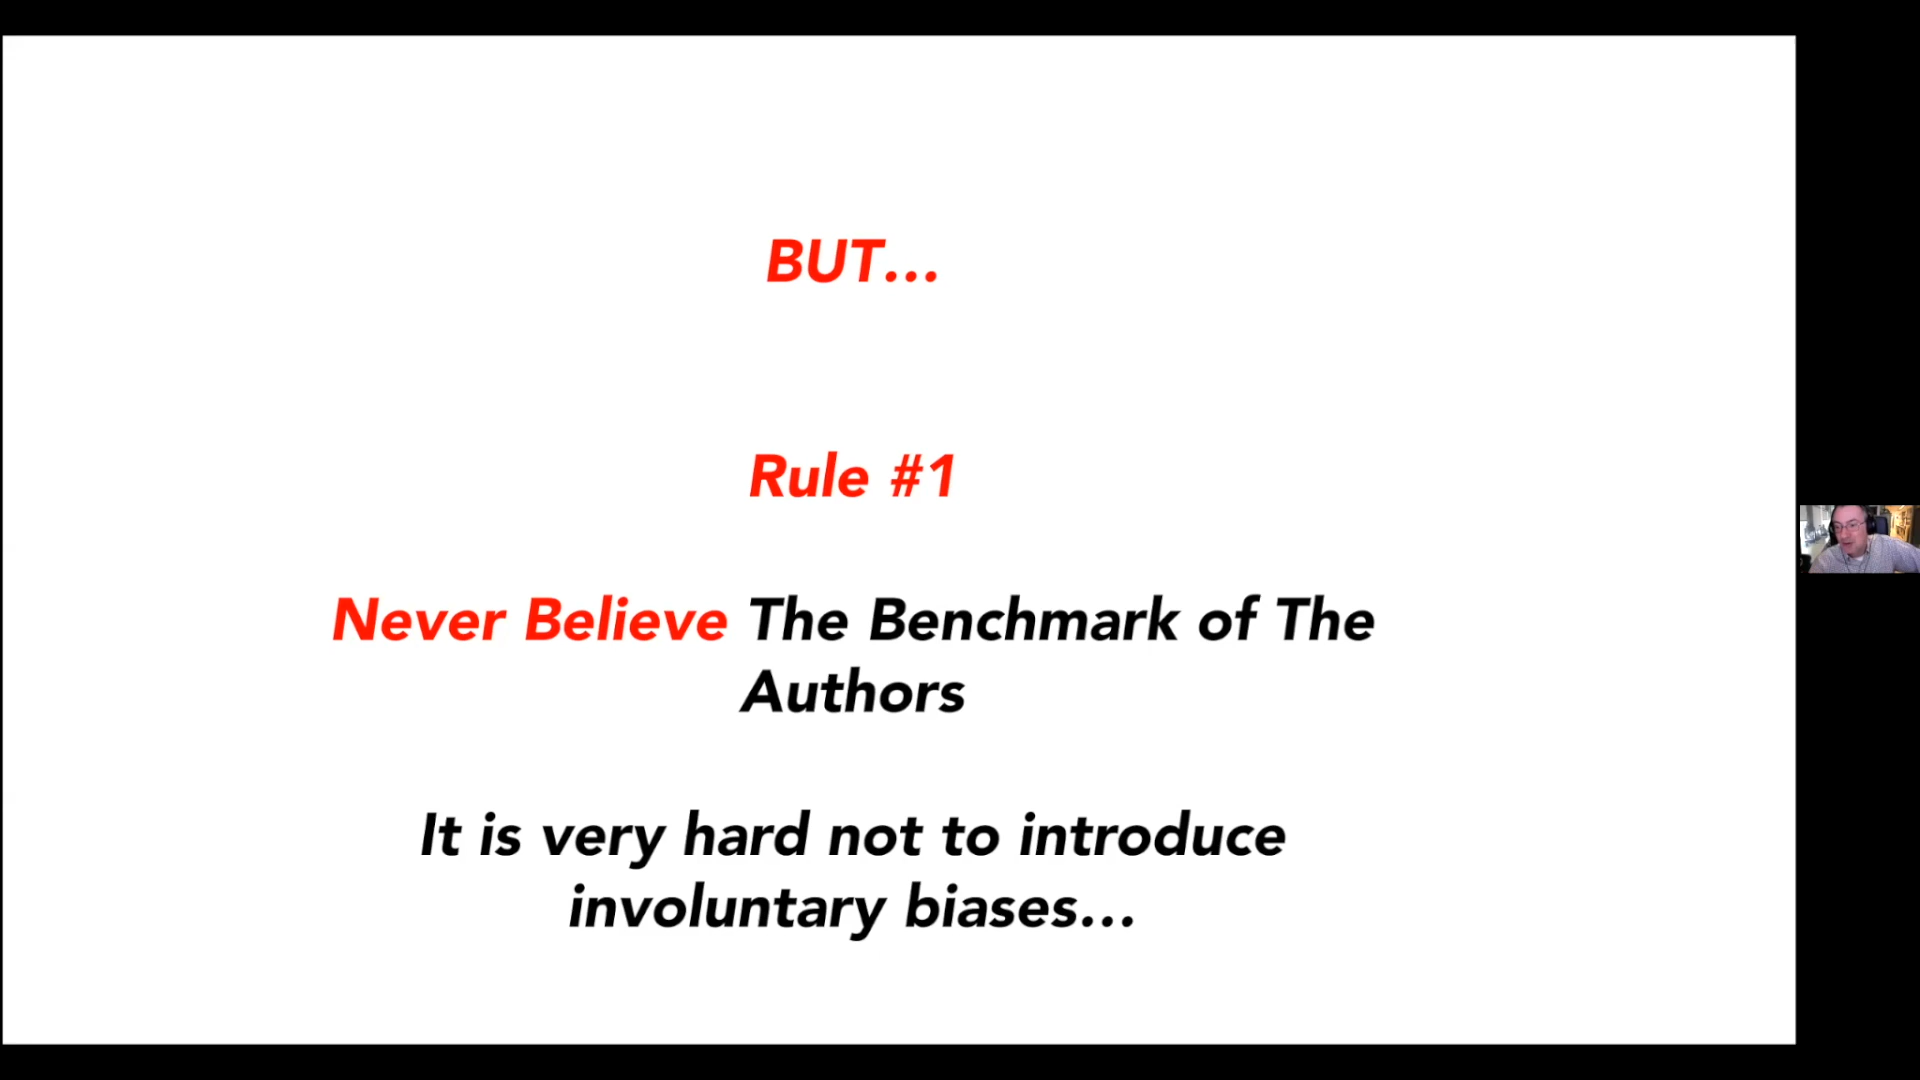 BUT...
Rule #1
Never Believe The Benchmark of The
Authors
It is very hard not to introduce
involuntary biases...